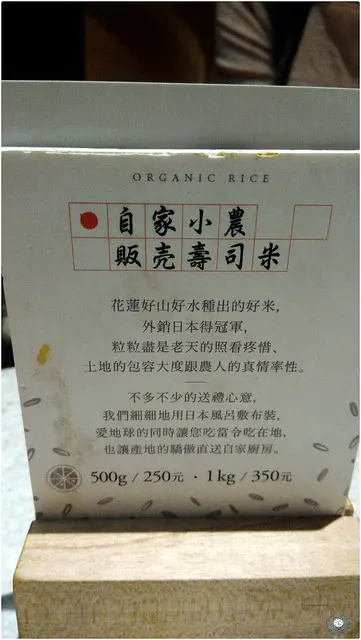 ORGANIC RICE
自家小農
販売壽司米
花蓮好山好水種出的好米,
外銷日本得冠軍,
粒粒盡是老天的照看疼惜、
土地的包容大度跟農人的真情率性。
不多不少的送禮心意,
我們細細地用日本風呂敷布裝,
愛地球的同時讓您吃當令吃在地,
也讓產地的驕傲直送自家廚房。
500g / 250元 · 1kg / 350元